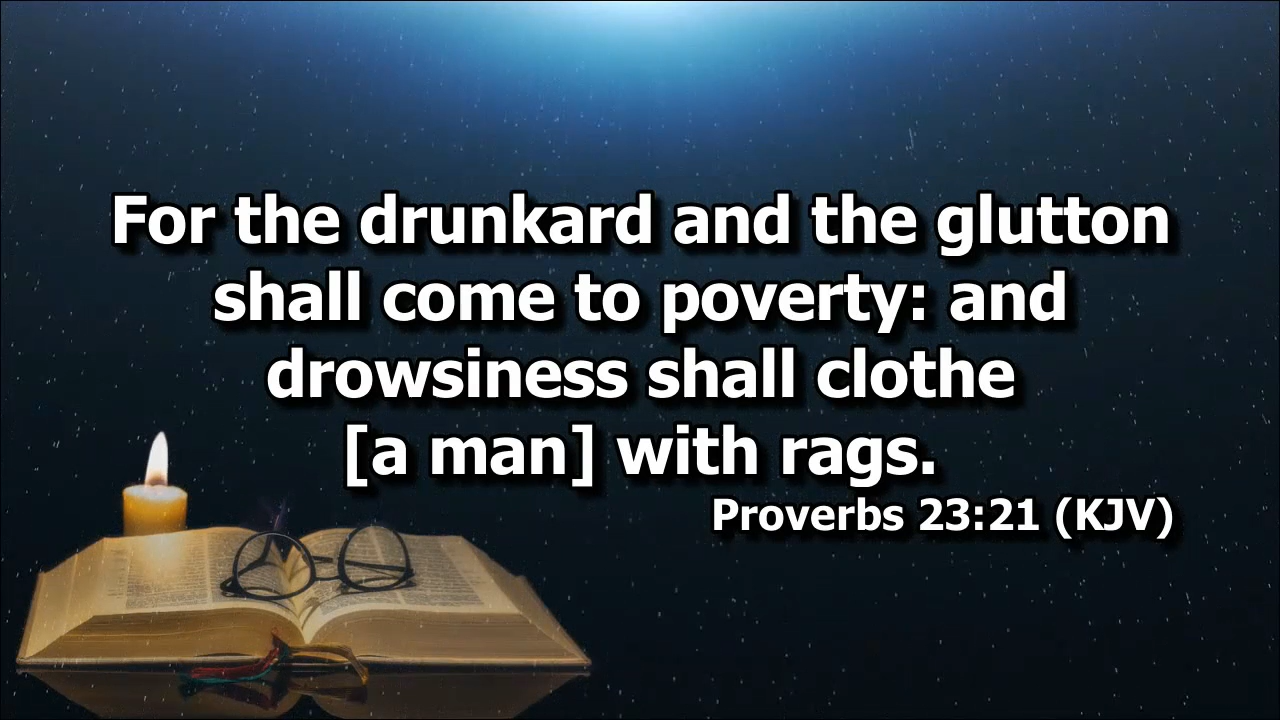 For the drunkard and the glutton
shall come to poverty: and
drowsiness shall clothe
[a man] with rags.
Proverbs 23:21 (KJV)